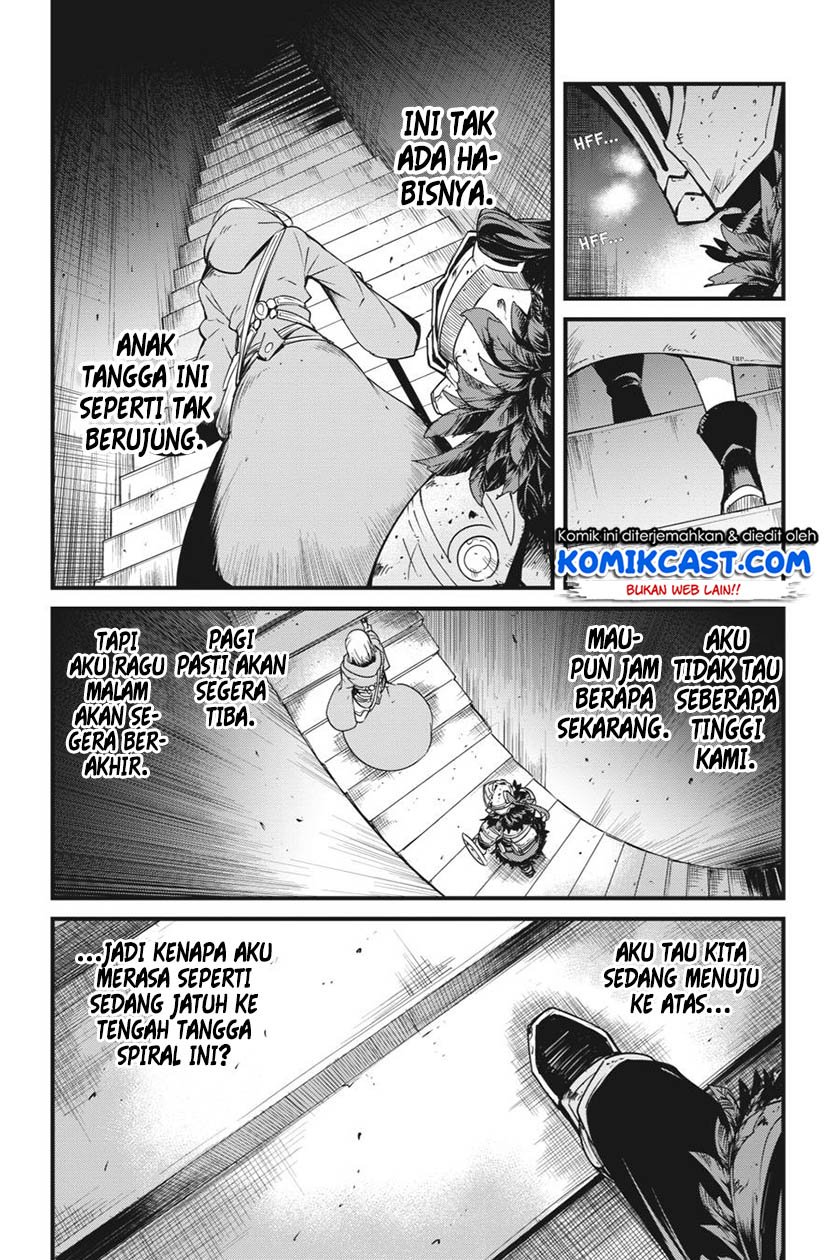 HFF...
HFF...
INI TAK
ADA HA-
BISNYA.
ANAK
TANGGA INI
SEPERTI TAK
BERUJUNG.
Komik ini diterjemahkan & diedit oleh
KOMIKCAST.COM
BUKAN WEB LAIN!!
AKU
TIDAK TAU
SEBERAPA
TINGGI
KAMI.
MAU-
PUN JAM
BERAPA
SEKARANG.
PAGI
PASTI AKAN
SEGERA
TIBA.
TAPI
AKU RAGU
MALAM
AKAN SE-
GERA BER-
AKHIR.
AKU TAU KITA
SEDANG MENUJU
KE ATAS...
...JADI KENAPA AKU
MERASA SEPERTI
SEDANG JATUH KE
TENGAH TANGGA
SPIRAL INI?